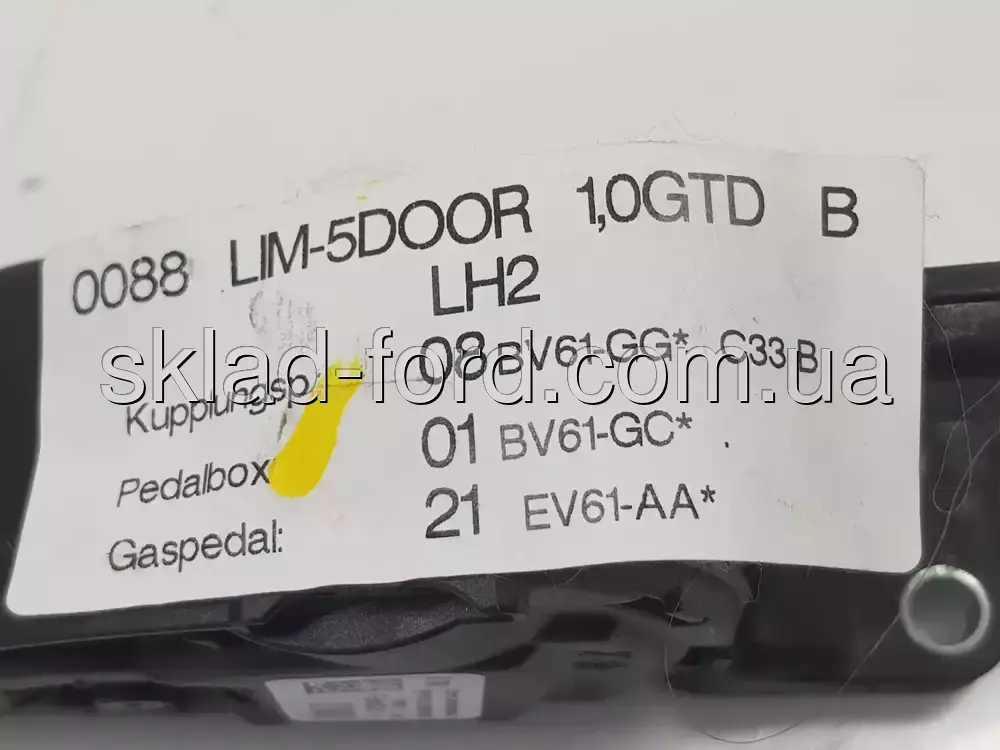 0088 LIM-5DOOR 1,0GTD B
LH2
sklad-ford.com.ua
Kupplungsp 08 BV61-GG* C33 B
Pedalbox 01 BV61-GC*
Gaspedal: 21 EV61-AA*